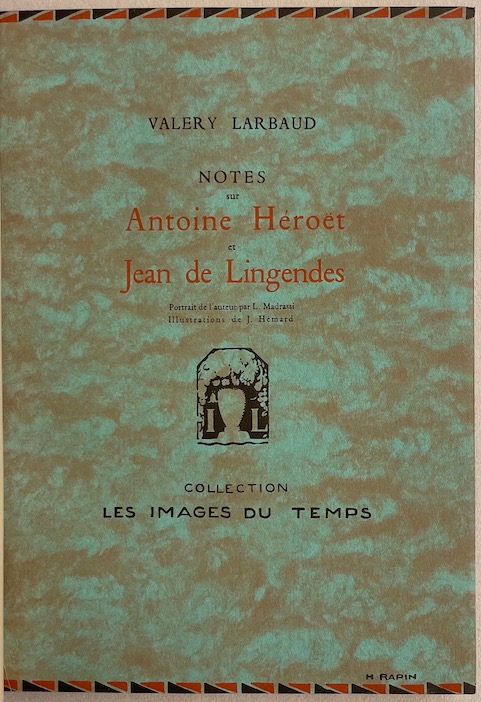 VALERY LARBAUD
NOTES
sur
Antoine Héroët
et
Jean de Lingendes
Portrait de l'auteur par L. Madrassi
Illustrations de J. Hémard
I L
COLLECTION
LES IMAGES DU TEMPS
H RAPIN